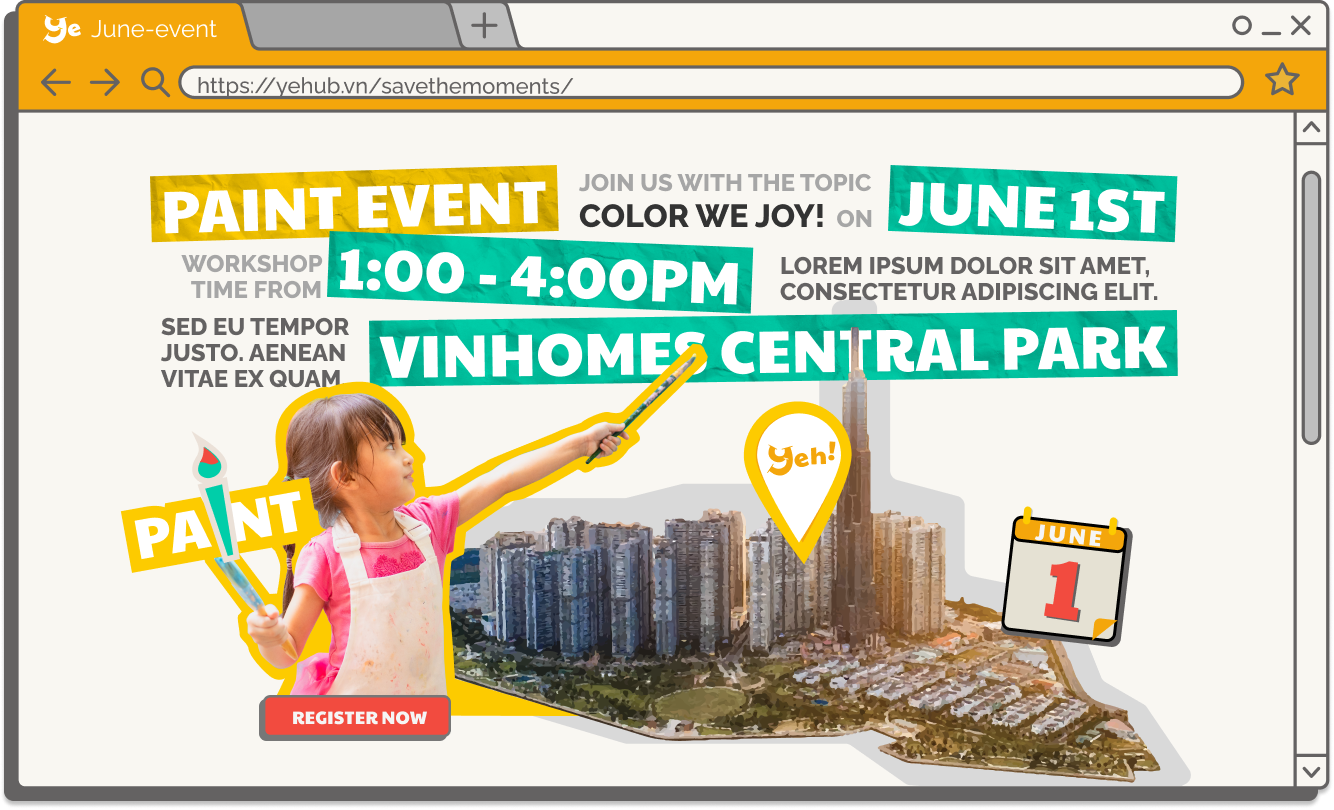 Ye June-event
https://yehub.vn/savethemoments/
PAINT EVENT
JOIN US WITH THE TOPIC
COLOR WE JOY! ON
JUNE 1ST
WORKSHOP
TIME FROM
1:00 - 4:00PM
LOREM IPSUM DOLOR SIT AMET,
CONSECTETUR ADIPISCING ELIT.
SED EU TEMPOR
JUSTO. AENEAN
VITAE EX QUAM
VINHOMES CENTRAL PARK
Yeh!
PAINT
JUNE
1
REGISTER NOW